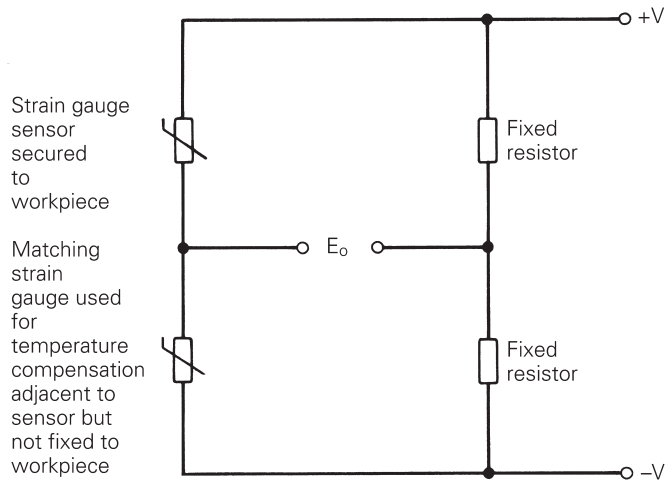 +V
Strain gauge
sensor
secured
to
workpiece
Fixed
resistor
Eo
Matching
strain
gauge used
for
temperature
compensation
adjacent to
sensor but
not fixed to
workpiece
Fixed
resistor
–V